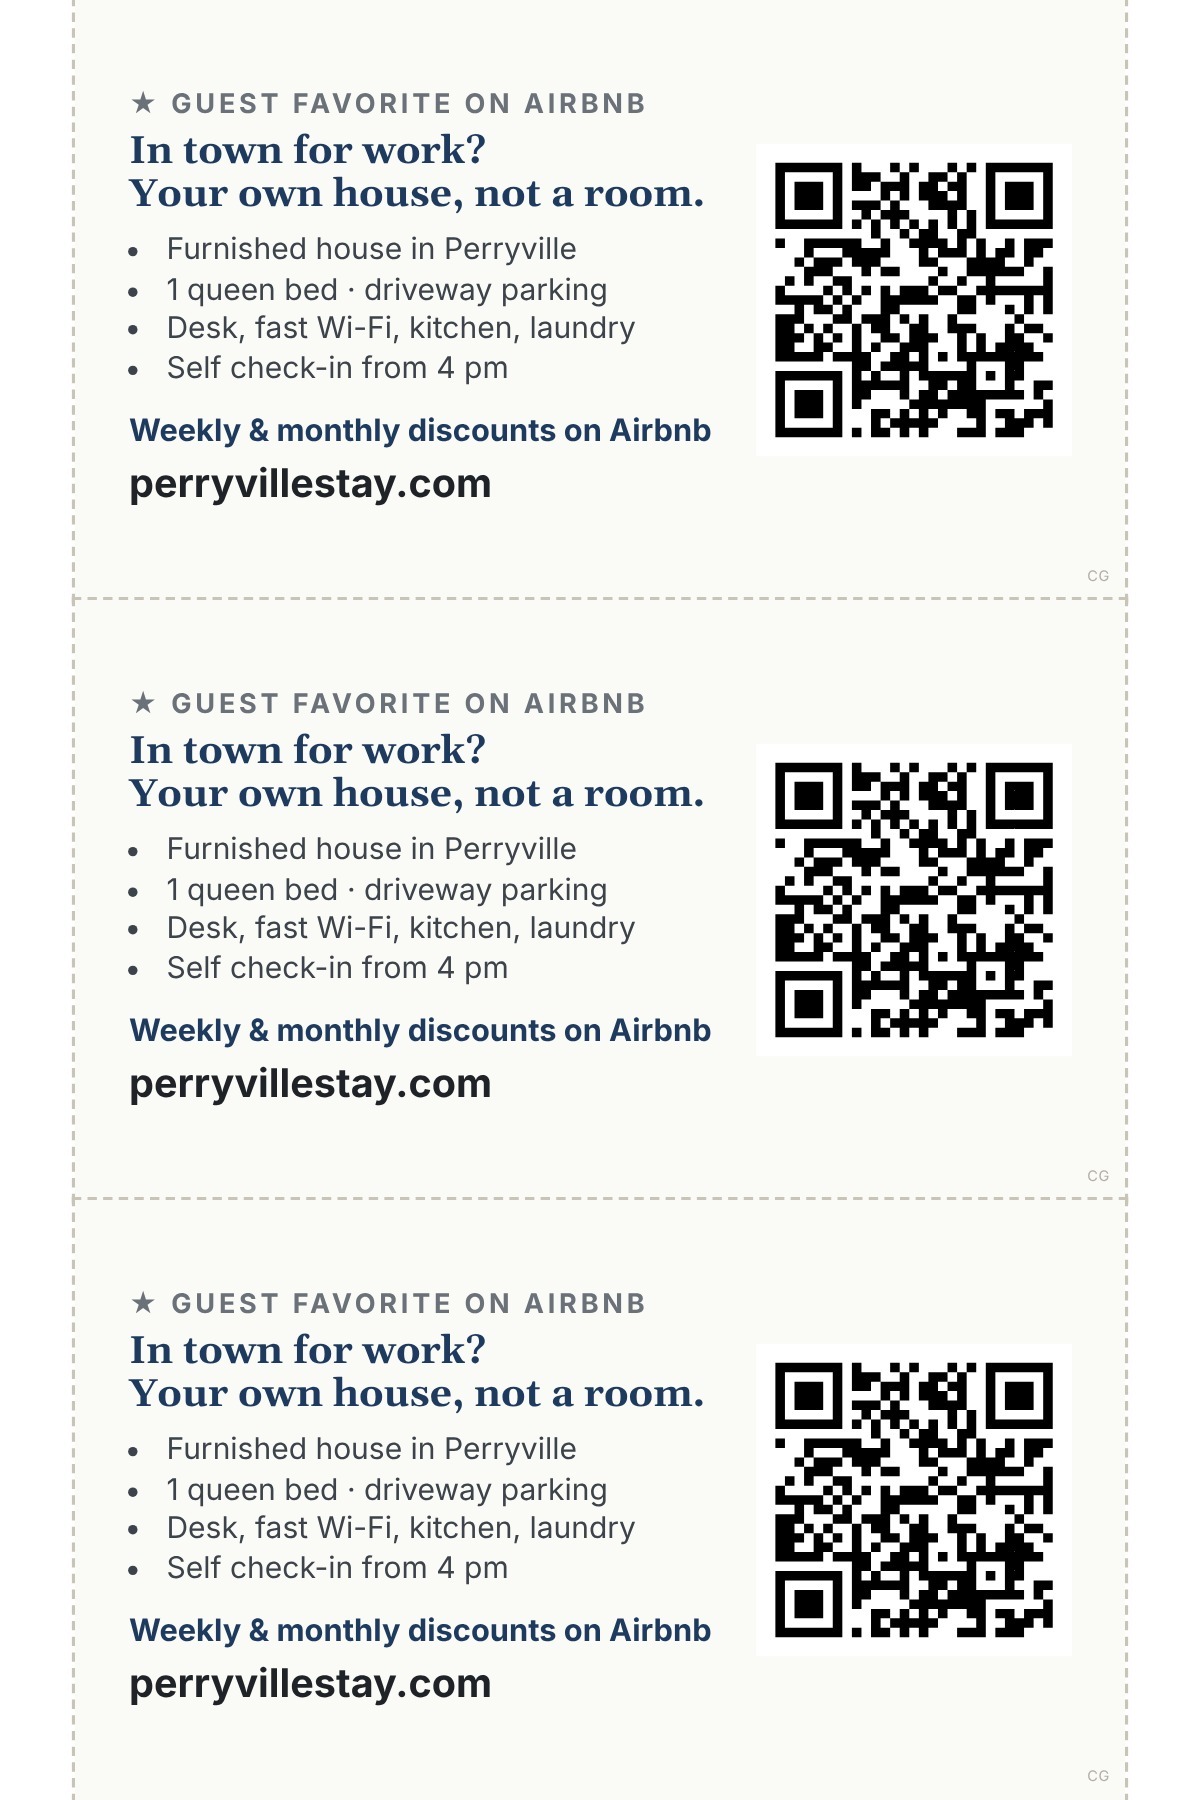 ★ GUEST FAVORITE ON AIRBNB
In town for work?
Your own house, not a room.
• Furnished house in Perryville
• 1 queen bed · driveway parking
• Desk, fast Wi-Fi, kitchen, laundry
• Self check-in from 4 pm
Weekly & monthly discounts on Airbnb
perryvillestay.com
CG
★ GUEST FAVORITE ON AIRBNB
In town for work?
Your own house, not a room.
• Furnished house in Perryville
• 1 queen bed · driveway parking
• Desk, fast Wi-Fi, kitchen, laundry
• Self check-in from 4 pm
Weekly & monthly discounts on Airbnb
perryvillestay.com
CG
★ GUEST FAVORITE ON AIRBNB
In town for work?
Your own house, not a room.
• Furnished house in Perryville
• 1 queen bed · driveway parking
• Desk, fast Wi-Fi, kitchen, laundry
• Self check-in from 4 pm
Weekly & monthly discounts on Airbnb
perryvillestay.com
CG